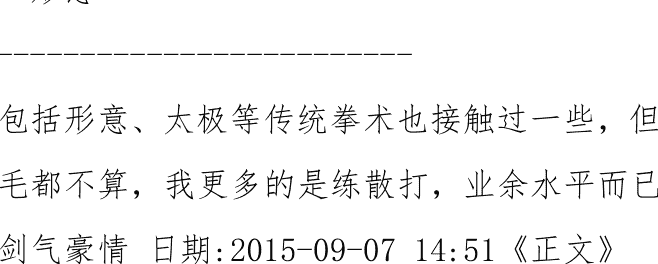 --------------------------
包括形意、太极等传统拳术也接触过一些，但
毛都不算，我更多的是练散打，业余水平而已
剑气豪情 日期:2015-09-07 14:51《正文》